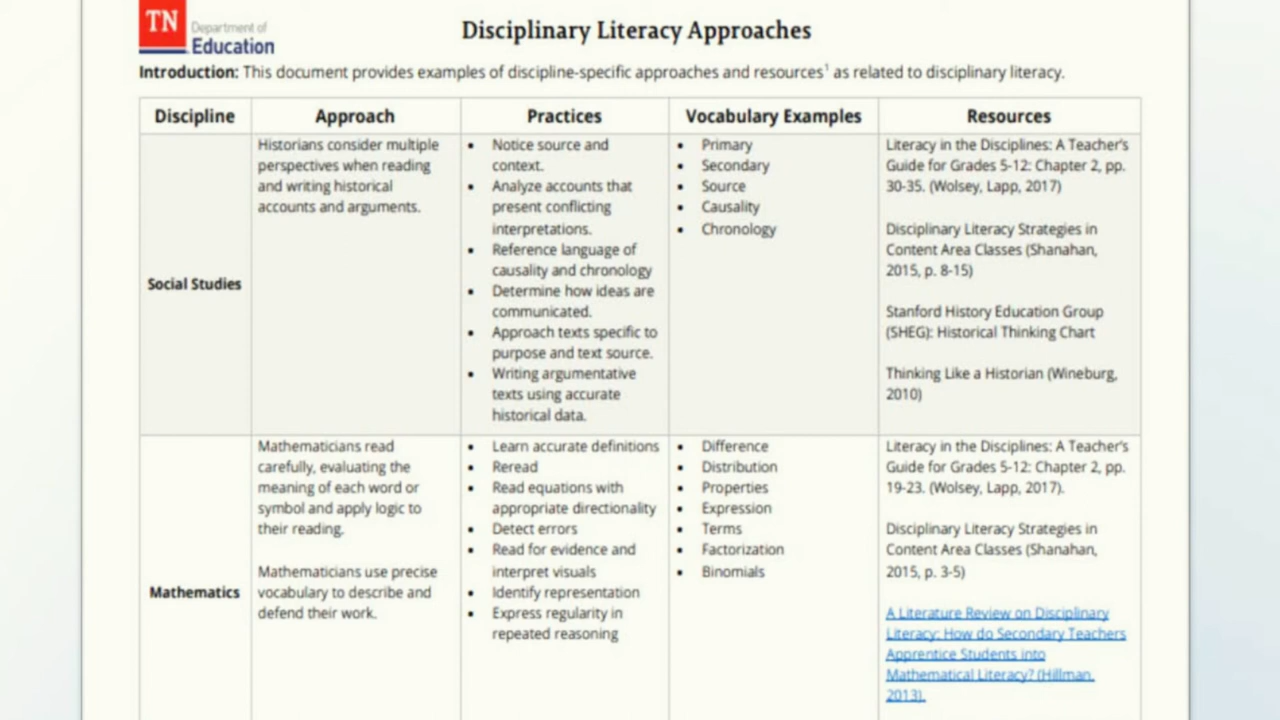 TN
Department of
Education
Disciplinary Literacy Approaches
Introduction: This document provides examples of discipline-specific approaches and resources¹ as related to disciplinary literacy.
Discipline
Approach
Practices
Vocabulary Examples
Resources
Social Studies
Historians consider multiple
perspectives when reading
and writing historical
accounts and arguments.
• Notice source and
context.
• Analyze accounts that
present conflicting
interpretations.
• Reference language of
causality and chronology
• Determine how ideas are
communicated.
• Approach texts specific to
purpose and text source.
• Writing argumentative
texts using accurate
historical data.
• Primary
• Secondary
• Source
• Causality
• Chronology
Literacy in the Disciplines: A Teacher's
Guide for Grades 5-12: Chapter 2, pp.
30-35. (Wolsey, Lapp, 2017)
Disciplinary Literacy Strategies in
Content Area Classes (Shanahan,
2015, p. 8-15)
Stanford History Education Group
(SHEG): Historical Thinking Chart
Thinking Like a Historian (Wineburg,
2010)
Mathematics
Mathematicians read
carefully, evaluating the
meaning of each word or
symbol and apply logic to
their reading.
Mathematicians use precise
vocabulary to describe and
defend their work.
• Learn accurate definitions
• Reread
• Read equations with
appropriate directionality
• Detect errors
• Read for evidence and
interpret visuals
• Identify representation
• Express regularity in
repeated reasoning
• Difference
• Distribution
• Properties
• Expression
• Terms
• Factorization
• Binomials
Literacy in the Disciplines: A Teacher's
Guide for Grades 5-12: Chapter 2, pp.
19-23. (Wolsey, Lapp, 2017).
Disciplinary Literacy Strategies in
Content Area Classes (Shanahan,
2015, p. 3-5)
A Literature Review on Disciplinary
Literacy: How do Secondary Teachers
Apprentice Students into
Mathematical Literacy? (Hillman,
2013).